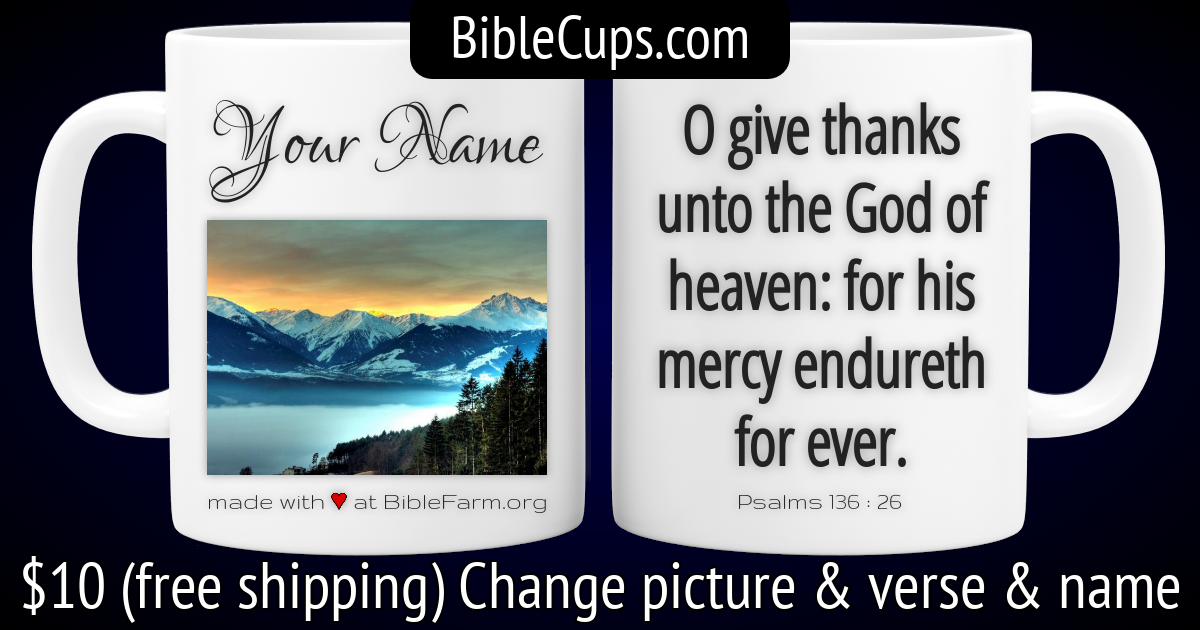 BibleCups.com
Your Name
made with ♥ at BibleFarm.org
O give thanks
unto the God of
heaven: for his
mercy endureth
for ever.
Psalms 136 : 26
$10 (free shipping) Change picture & verse & name